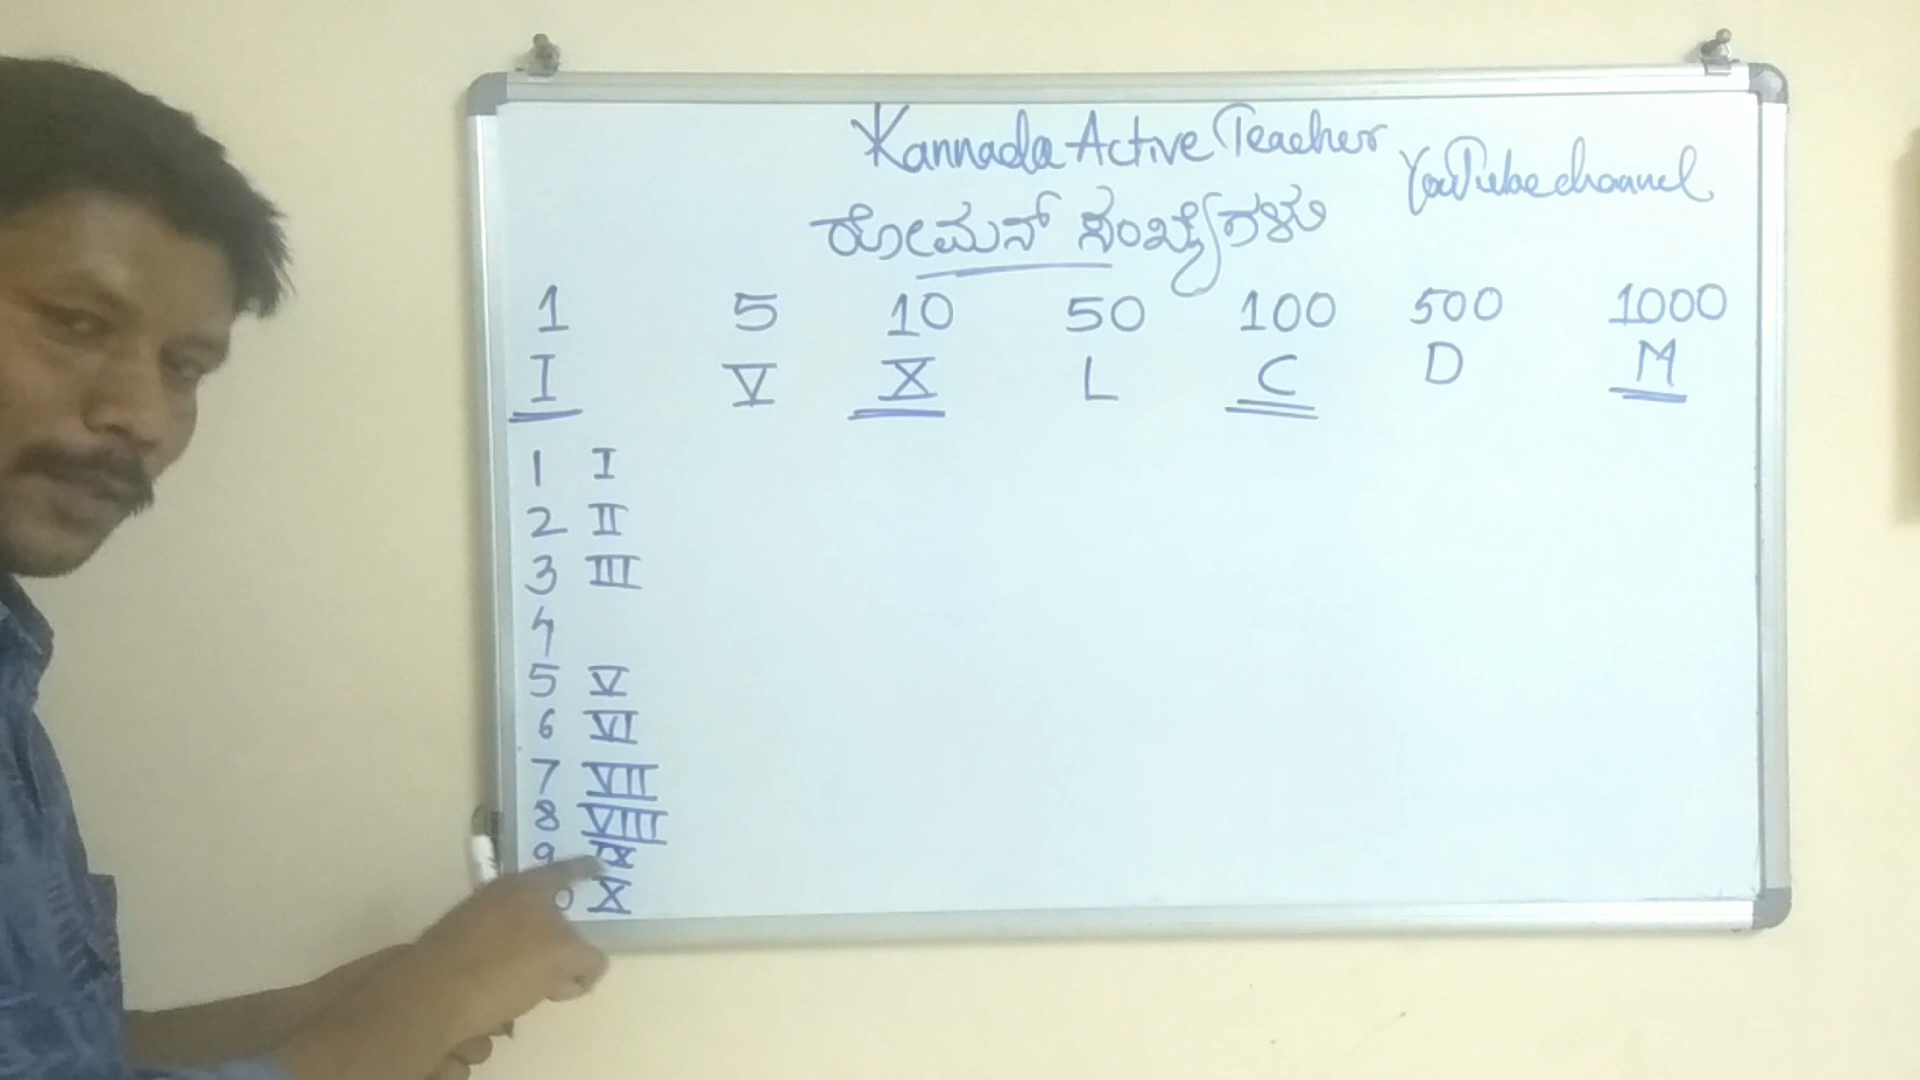 Kannada Active Teacher YouTube channel
ರೋಮನ್ ಸಂಖ್ಯೆಗಳು
1 5 10 50 100 500 1000
I V X L C D M
1 I
2 II
3 III
4
5 V
6 VI
7 VII
8 VIII
9 IX
0 X